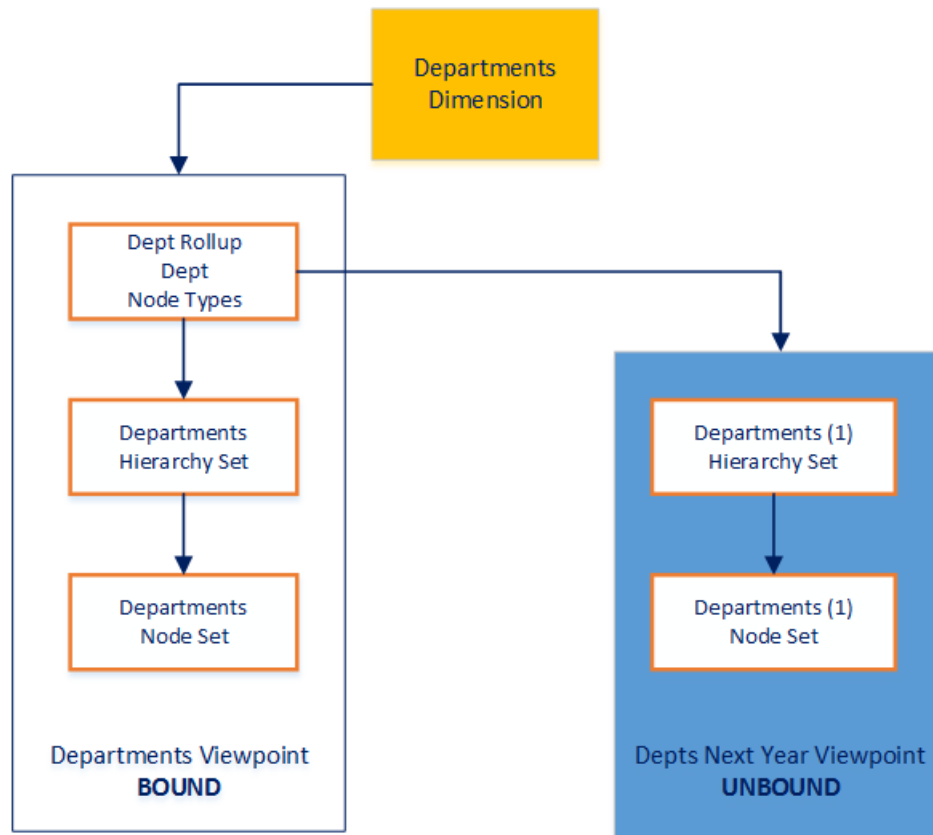 Departments
Dimension
Dept Rollup
Dept
Node Types
Departments
Hierarchy Set
Departments
Node Set
Departments Viewpoint
BOUND
Departments (1)
Hierarchy Set
Departments (1)
Node Set
Depts Next Year Viewpoint
UNBOUND